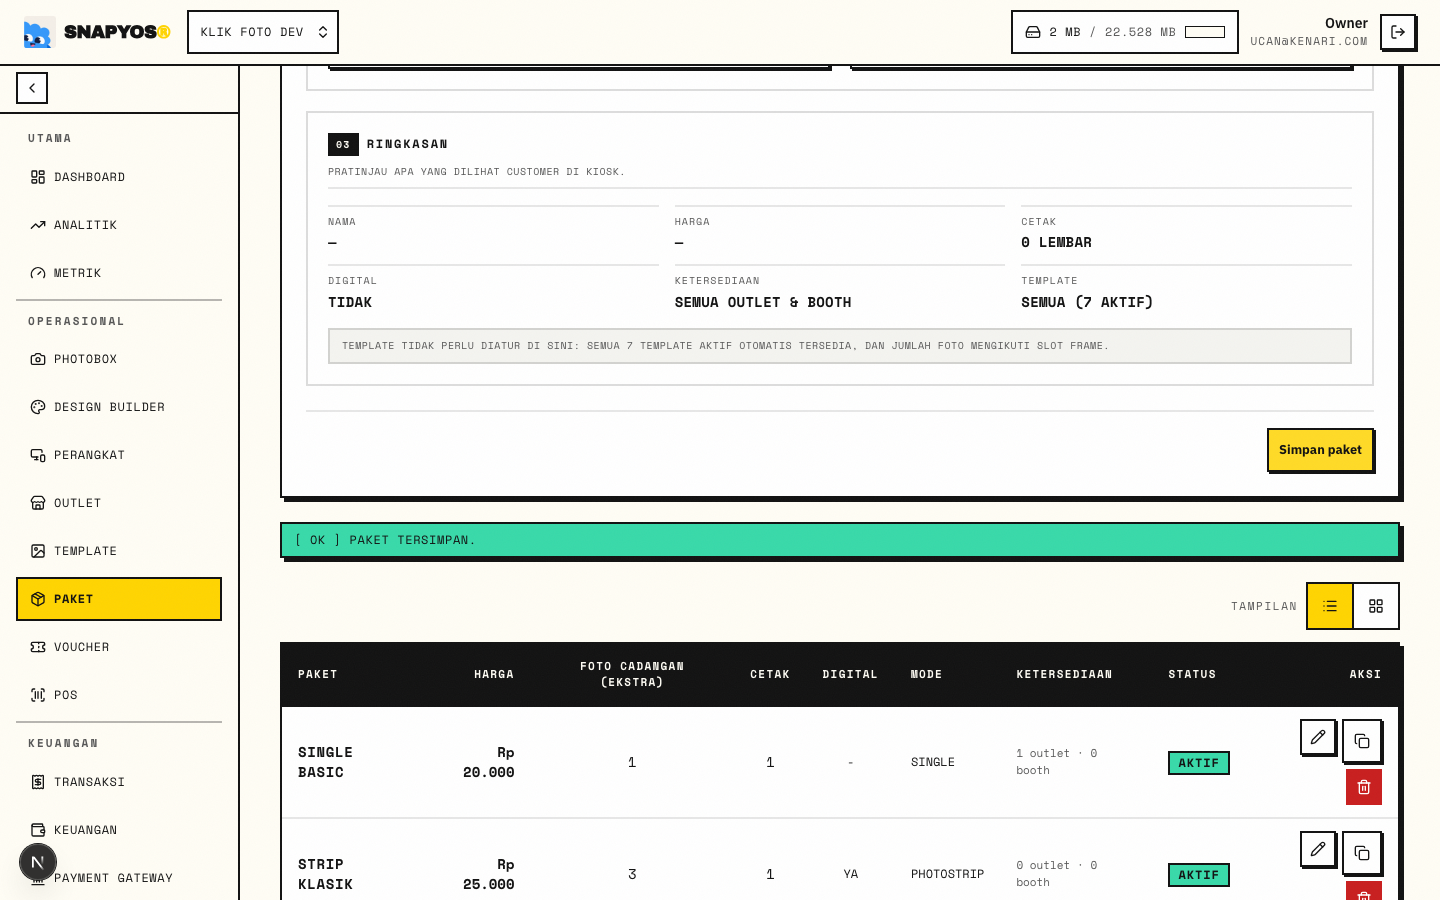 SNAPYOS®
KLIK FOTO DEV
2 MB / 22.528 MB
Owner
UCAN@KENARI.COM
UTAMA
DASHBOARD
ANALITIK
METRIK
OPERASIONAL
PHOTOBOX
DESIGN BUILDER
PERANGKAT
OUTLET
TEMPLATE
PAKET
VOUCHER
POS
KEUANGAN
TRANSAKSI
KEUANGAN
PAYMENT GATEWAY
N
03 RINGKASAN
PRATINJAU APA YANG DILIHAT CUSTOMER DI KIOSK.
NAMA
—
HARGA
—
CETAK
0 LEMBAR
DIGITAL
TIDAK
KETERSEDIAAN
SEMUA OUTLET & BOOTH
TEMPLATE
SEMUA (7 AKTIF)
TEMPLATE TIDAK PERLU DIATUR DI SINI: SEMUA 7 TEMPLATE AKTIF OTOMATIS TERSEDIA, DAN JUMLAH FOTO MENGIKUTI SLOT FRAME.
Simpan paket
[ OK ] PAKET TERSIMPAN.
TAMPILAN
PAKET HARGA FOTO CADANGAN (EKSTRA) CETAK DIGITAL MODE KETERSEDIAAN STATUS AKSI
SINGLE BASIC Rp 20.000 1 1 - SINGLE 1 outlet · 0 booth AKTIF
STRIP KLASIK Rp 25.000 3 1 YA PHOTOSTRIP 0 outlet · 0 booth AKTIF